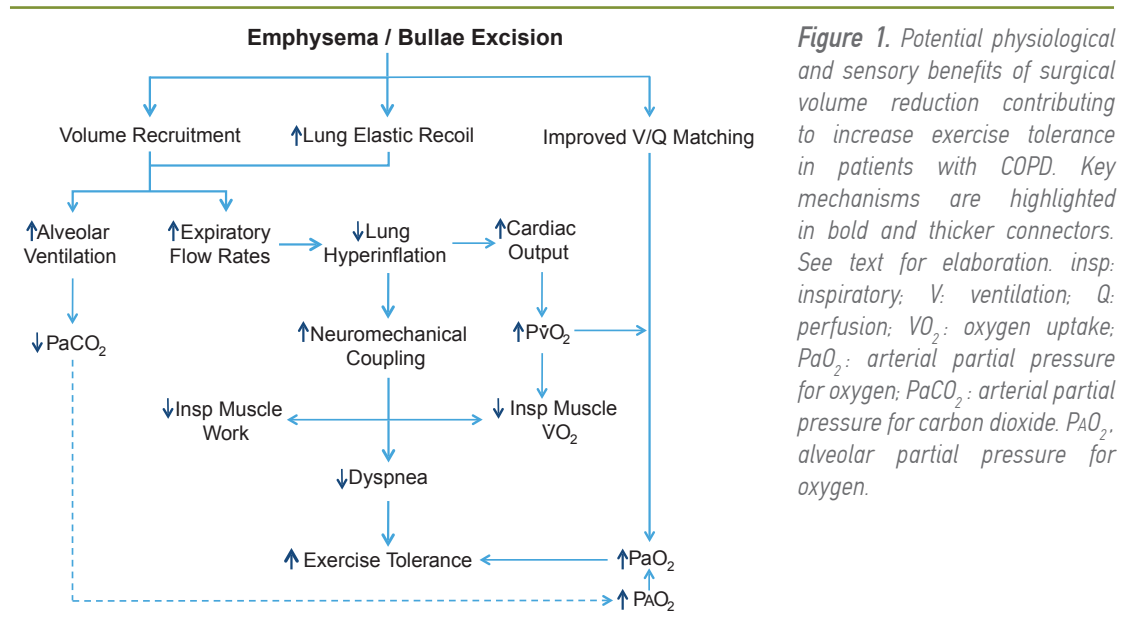 Emphysema / Bullae Excision
Volume Recruitment
↑Lung Elastic Recoil
Improved V/Q Matching
↑Alveolar
Ventilation
↑Expiratory
Flow Rates
↓Lung
Hyperinflation
↑Cardiac
Output
↓PaCO₂
↑Neuromechanical
Coupling
↑Pv̄O₂
↓Insp Muscle
Work
↓Insp Muscle
V̇O₂
↓Dyspnea
↑Exercise Tolerance
↑PaO₂
↑PAO₂
Figure 1. Potential physiological
and sensory benefits of surgical
volume reduction contributing
to increase exercise tolerance
in patients with COPD. Key
mechanisms are highlighted
in bold and thicker connectors.
See text for elaboration. insp:
inspiratory; V: ventilation; Q:
perfusion; VO₂: oxygen uptake;
PaO₂: arterial partial pressure
for oxygen; PaCO₂: arterial partial
pressure for carbon dioxide. PAO₂,
alveolar partial pressure for
oxygen.